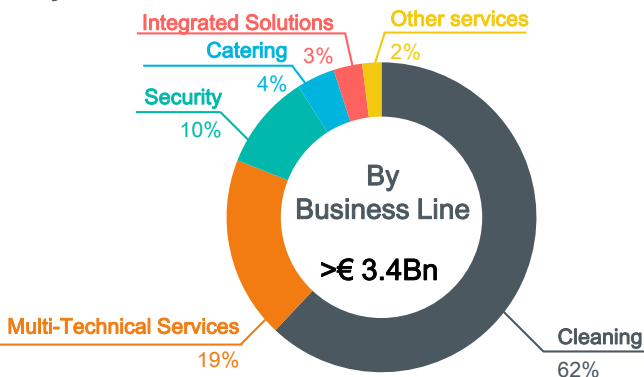 Integrated Solutions
3%
Other services
2%
Catering
4%
Security
10%
By
Business Line
>€ 3.4Bn
Multi-Technical Services
19%
Cleaning
62%